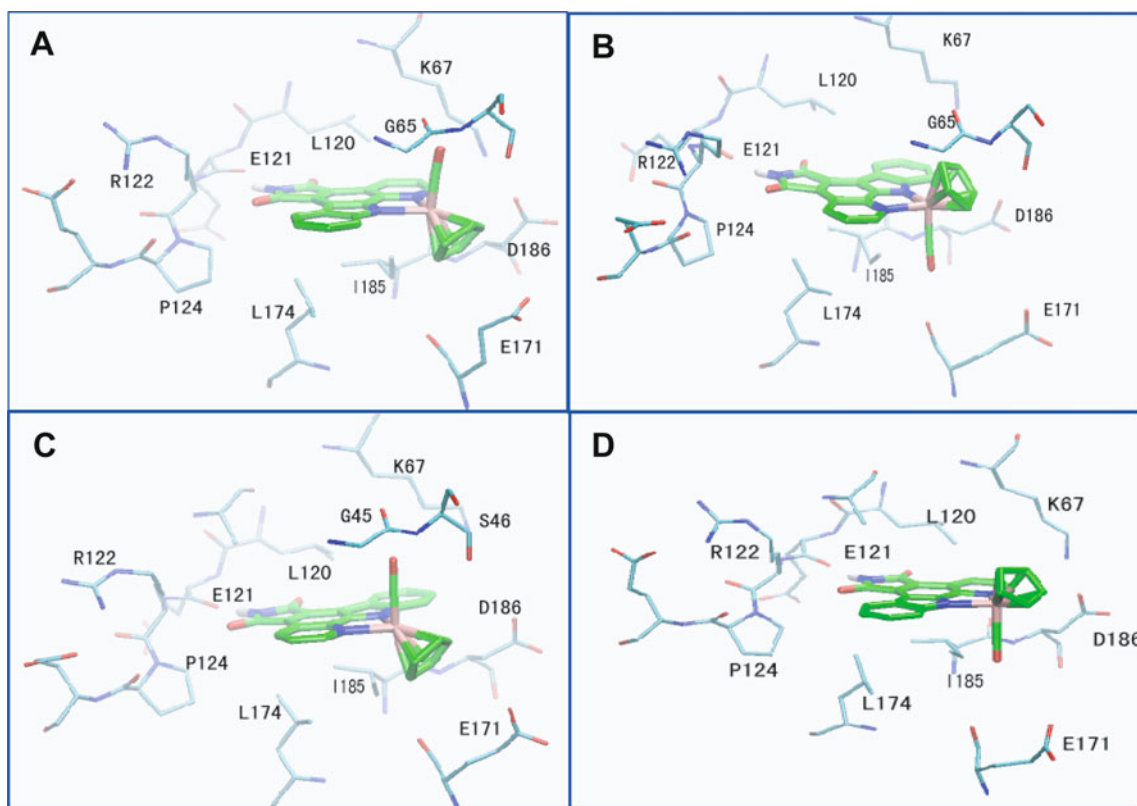 A
K67
G65
L120
E121
R122
D186
I185
P124
L174
E171
B
K67
L120
G65
E121
R122
D186
P124
I185
L174
E171
C
K67
G45
S46
R122
L120
E121
D186
P124
I185
L174
E171
D
K67
L120
R122
E121
D186
P124
I185
L174
E171